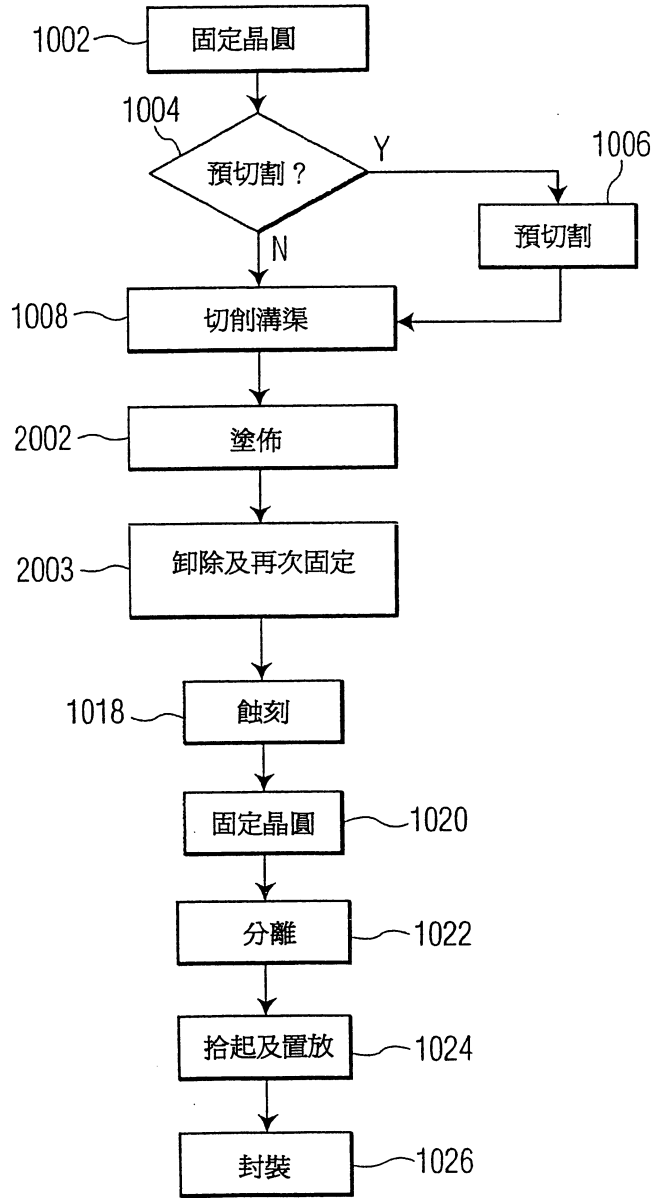 1002
固定晶圓
1004
預切割？
Y
1006
預切割
N
1008
切削溝渠
2002
塗佈
2003
卸除及再次固定
1018
蝕刻
固定晶圓
1020
分離
1022
拾起及置放
1024
封裝
1026